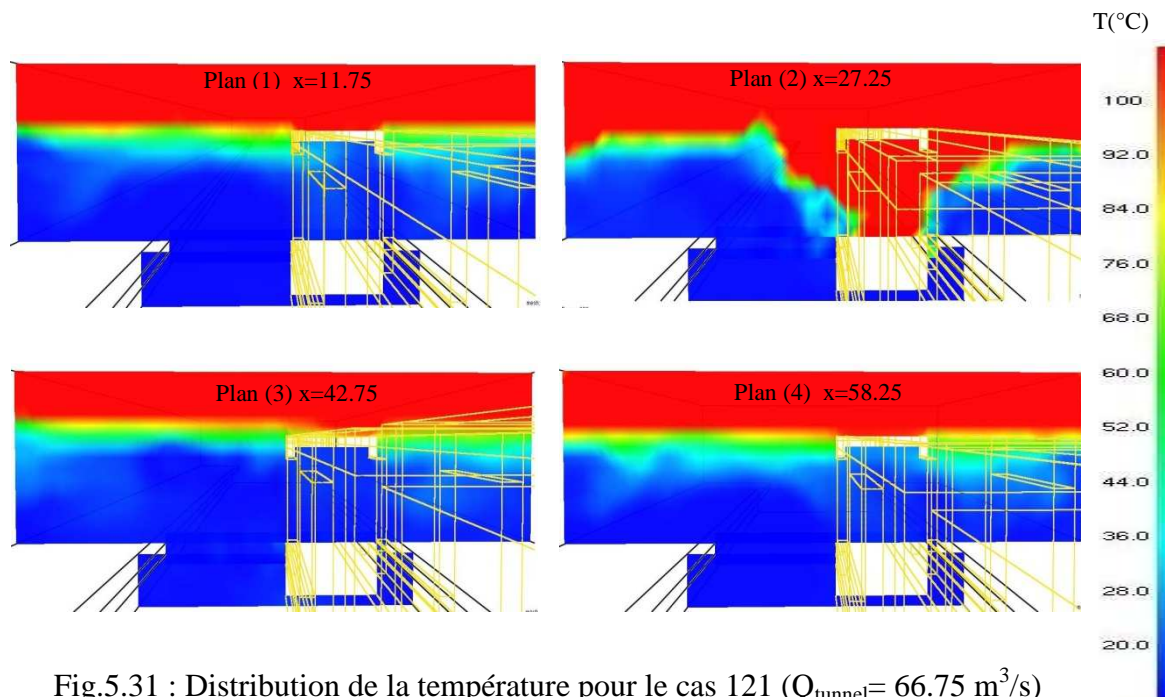 T(°C)
Plan (1) x=11.75
Plan (2) x=27.25
100
92.0
84.0
76.0
68.0
Plan (3) x=42.75
Plan (4) x=58.25
60.0
52.0
44.0
36.0
28.0
20.0
Fig.5.31 : Distribution de la température pour le cas 121 (Q_tunnel= 66.75 m³/s)